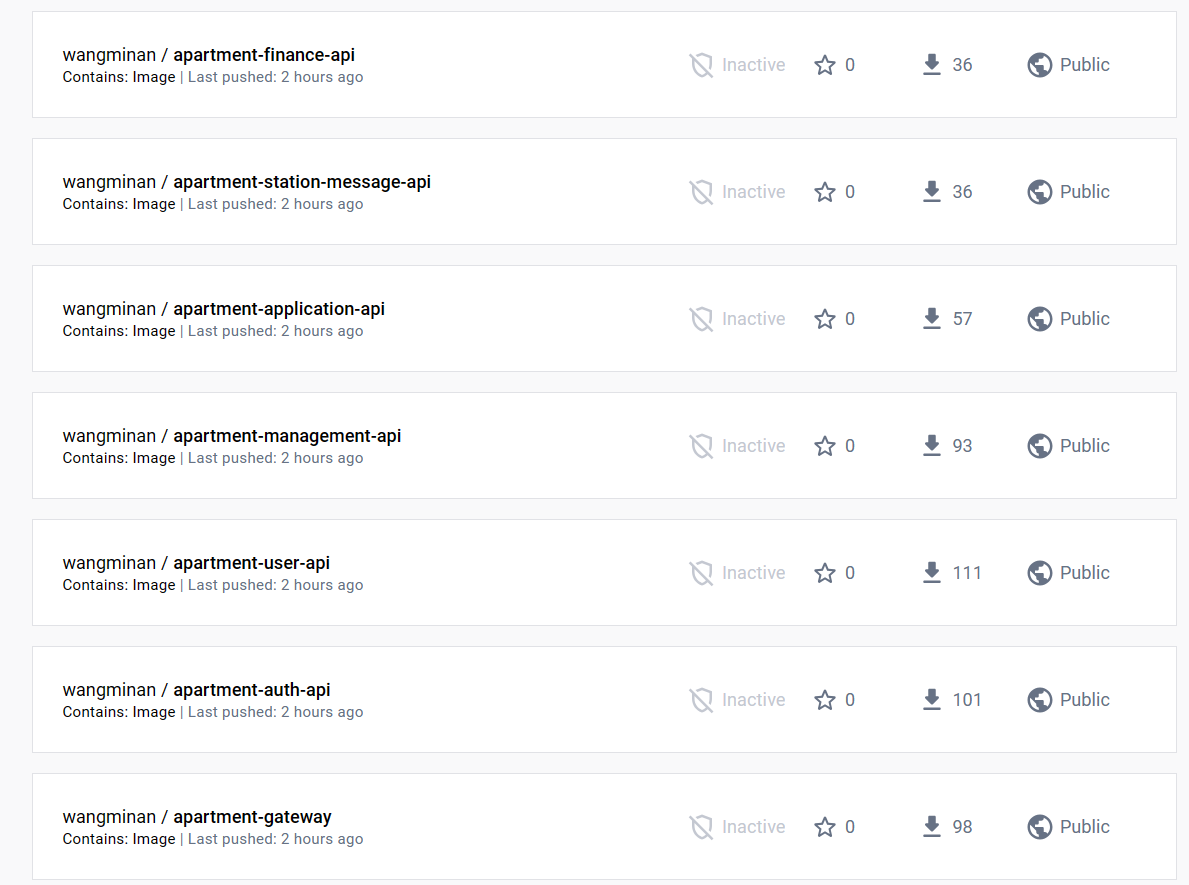 wangminan / apartment-finance-api
Contains: Image | Last pushed: 2 hours ago
Inactive 0 36 Public
wangminan / apartment-station-message-api
Contains: Image | Last pushed: 2 hours ago
Inactive 0 36 Public
wangminan / apartment-application-api
Contains: Image | Last pushed: 2 hours ago
Inactive 0 57 Public
wangminan / apartment-management-api
Contains: Image | Last pushed: 2 hours ago
Inactive 0 93 Public
wangminan / apartment-user-api
Contains: Image | Last pushed: 2 hours ago
Inactive 0 111 Public
wangminan / apartment-auth-api
Contains: Image | Last pushed: 2 hours ago
Inactive 0 101 Public
wangminan / apartment-gateway
Contains: Image | Last pushed: 2 hours ago
Inactive 0 98 Public